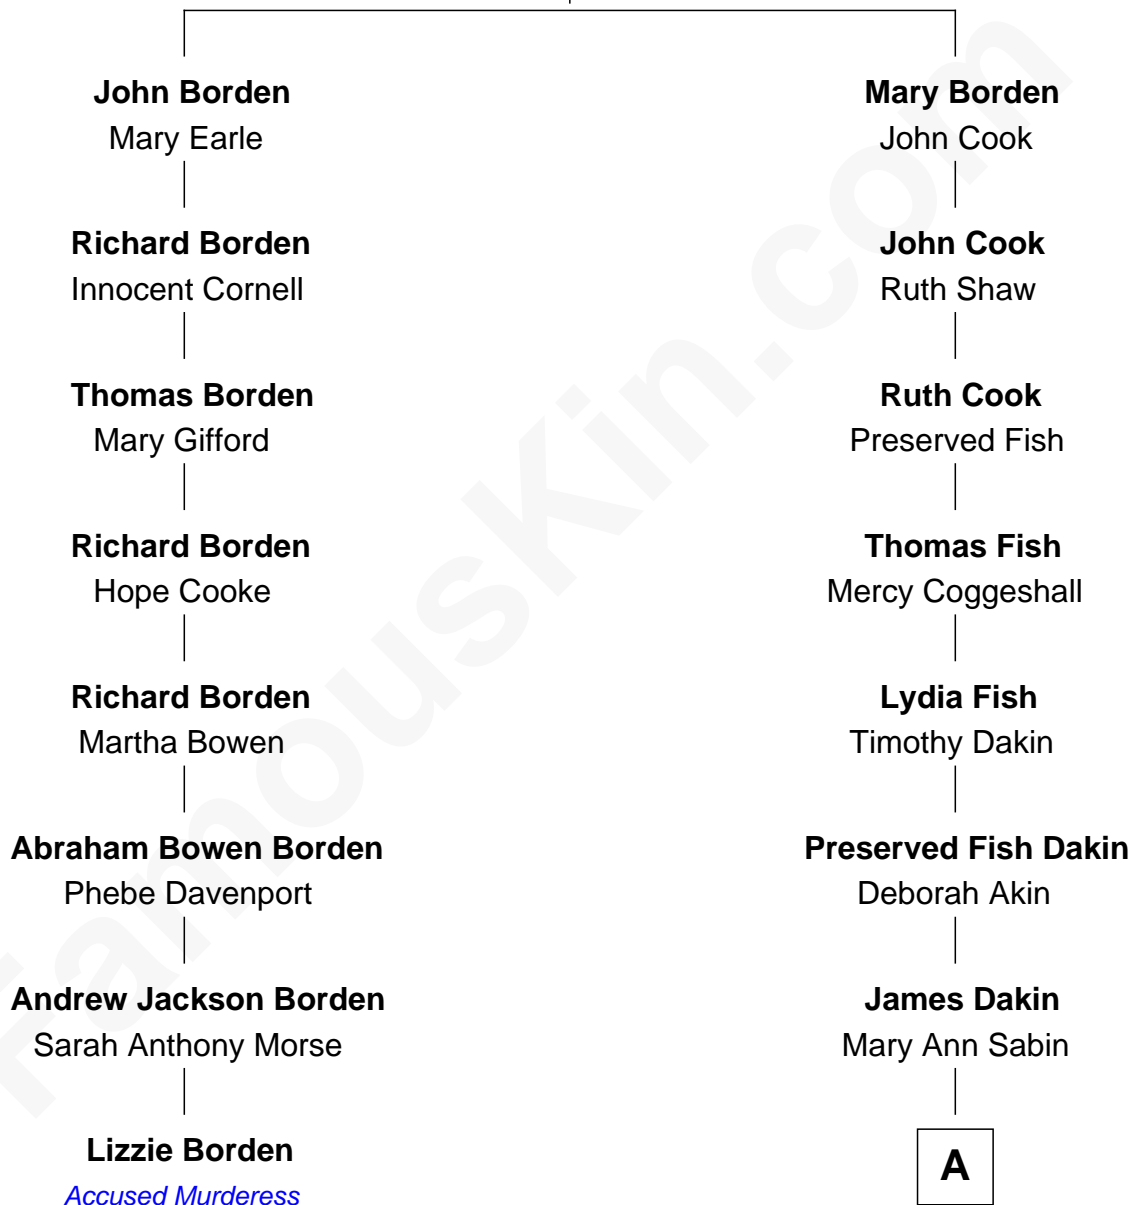 John Borden
Mary Earle
Richard Borden
Innocent Cornell
Thomas Borden
Mary Gifford
Richard Borden
Hope Cooke
Richard Borden
Martha Bowen
Abraham Bowen Borden
Phebe Davenport
Andrew Jackson Borden
Sarah Anthony Morse
Lizzie Borden
Accused Murderess
Mary Borden
John Cook
John Cook
Ruth Shaw
Ruth Cook
Preserved Fish
Thomas Fish
Mercy Coggeshall
Lydia Fish
Timothy Dakin
Preserved Fish Dakin
Deborah Akin
James Dakin
Mary Ann Sabin
A
FamousKin.com